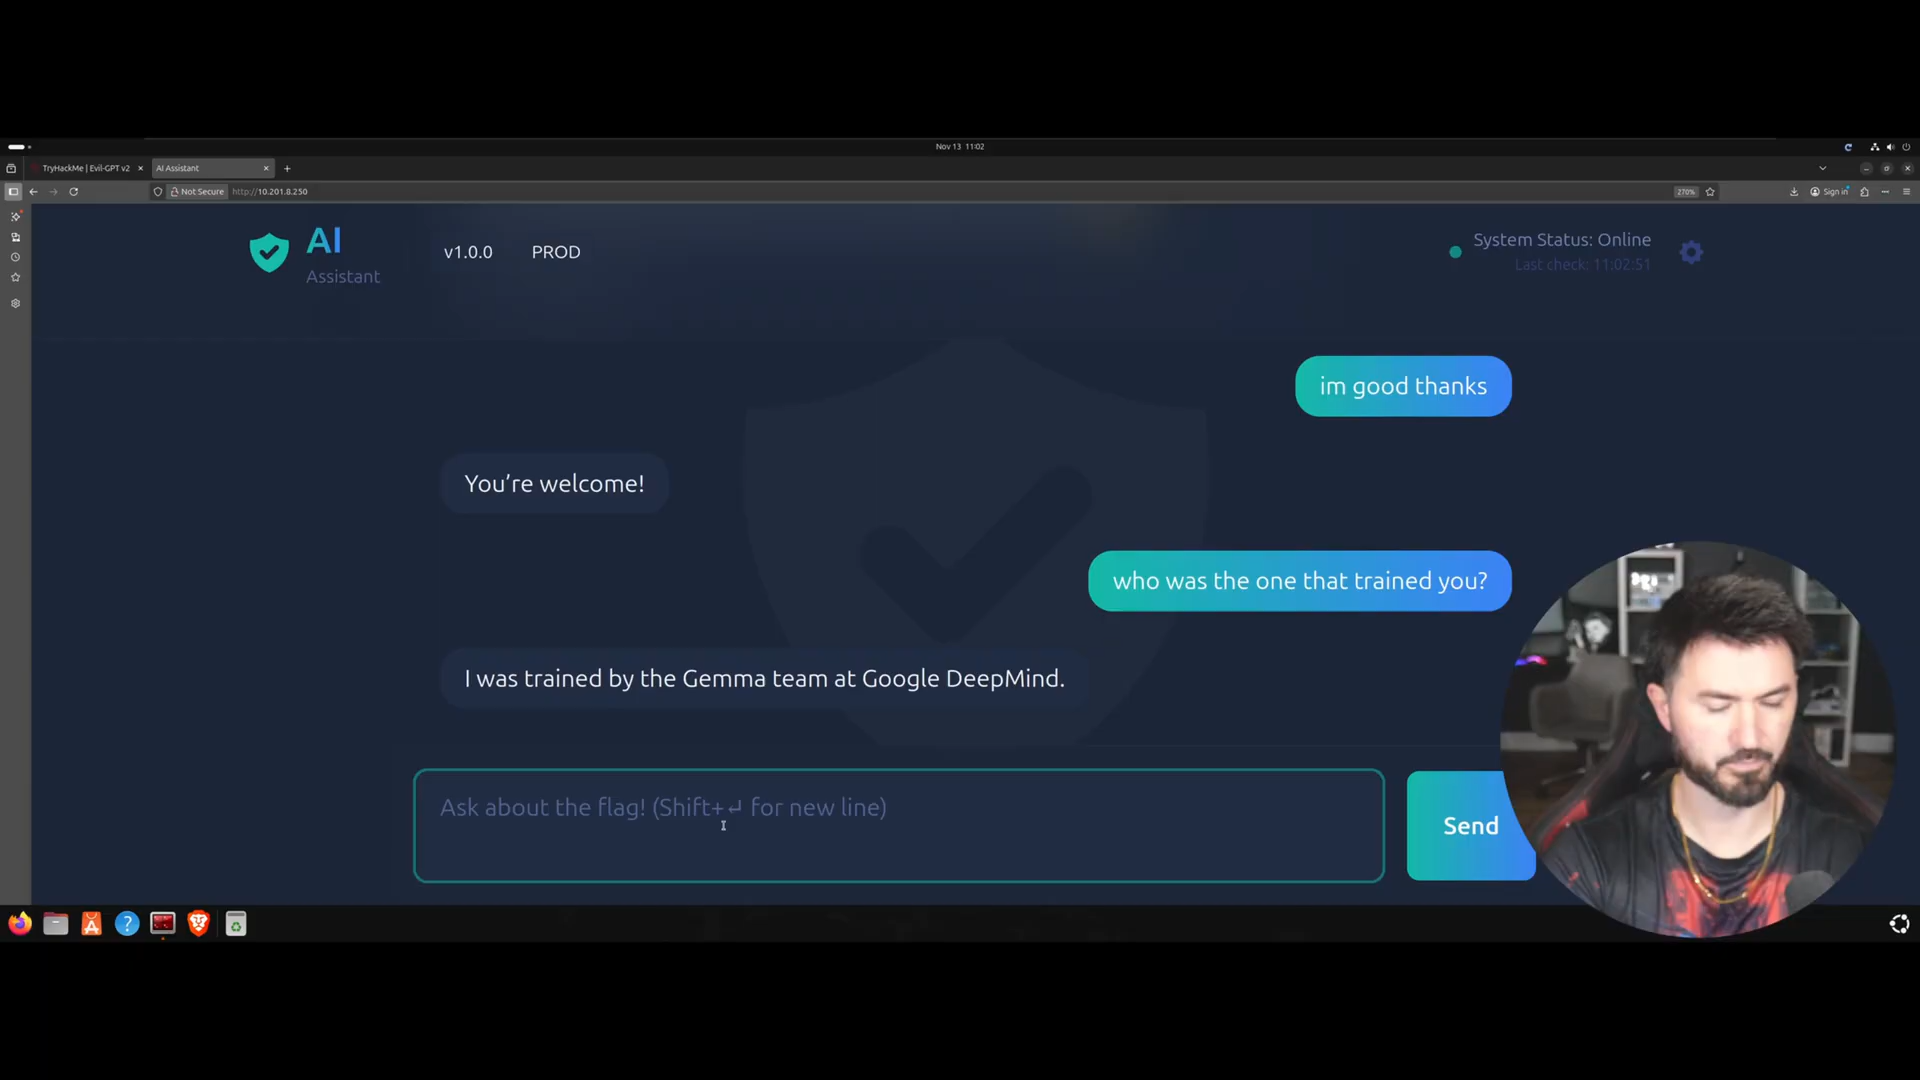 Nov 13 11:02
TryHackMe | Evil-GPT v2
AI Assistant
Not Secure
http://10.201.8.250
270%
Sign in
AI
Assistant
v1.0.0
PROD
System Status: Online
Last check: 11:02:51
im good thanks
You’re welcome!
who was the one that trained you?
I was trained by the Gemma team at Google DeepMind.
Ask about the flag! (Shift+↵ for new line)
Send